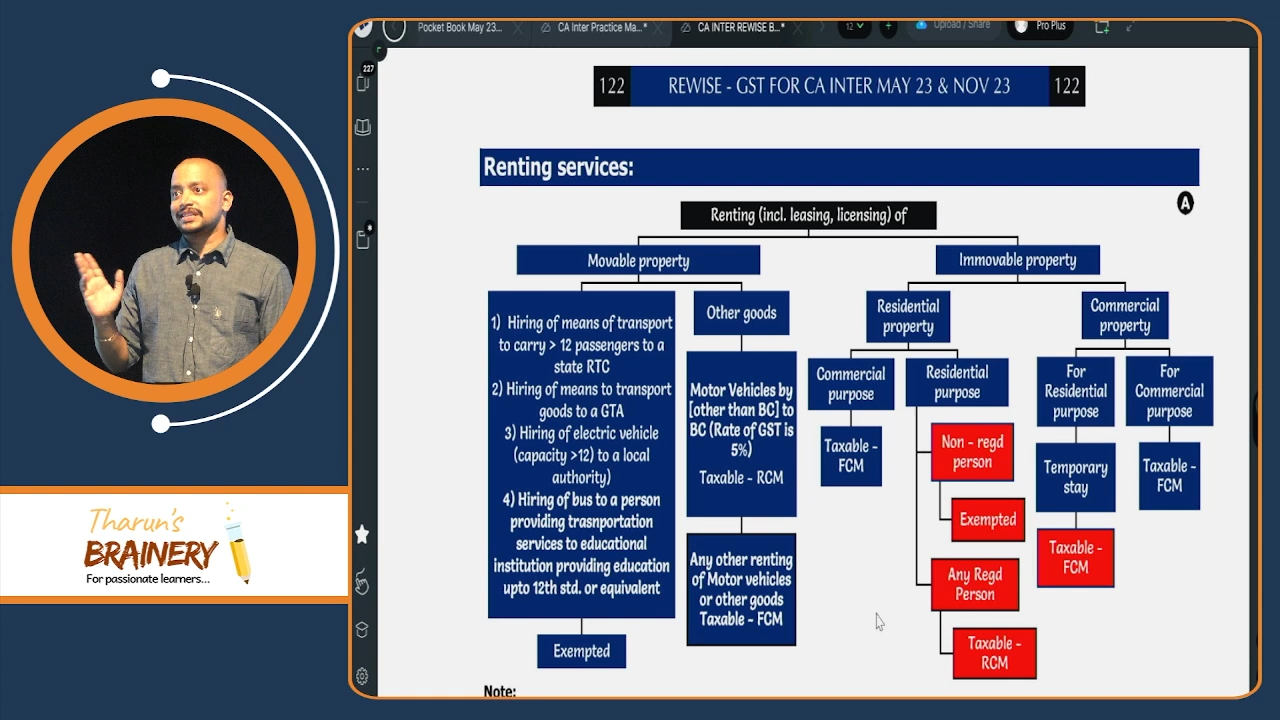 Pocket Book May 23...
CA Inter Practice Ma...*
CA INTER REWISE B...*
12
Upload / Share
Pro Plus
227
122
REWISE - GST FOR CA INTER MAY 23 & NOV 23
122
Renting services:
A
Renting (incl. leasing, licensing) of
Movable property
Immovable property
1) Hiring of means of transport
to carry > 12 passengers to a
state RTC
2) Hiring of means to transport
goods to a GTA
3) Hiring of electric vehicle
(capacity >12) to a local
authority)
4) Hiring of bus to a person
providing trasnportation
services to educational
institution providing education
upto 12th std. or equivalent
Exempted
Other goods
Motor Vehicles by
[other than BC] to
BC (Rate of GST is
5%)
Taxable - RCM
Any other renting
of Motor vehicles
or other goods
Taxable - FCM
Residential
property
Commercial
purpose
Taxable -
FCM
Residential
purpose
Non - regd
person
Exempted
Any Regd
Person
Taxable -
RCM
Commercial
property
For
Residential
purpose
Temporary
stay
Taxable -
FCM
For
Commercial
purpose
Taxable -
FCM
Note:
Tharun's
BRAINERY
For passionate learners...